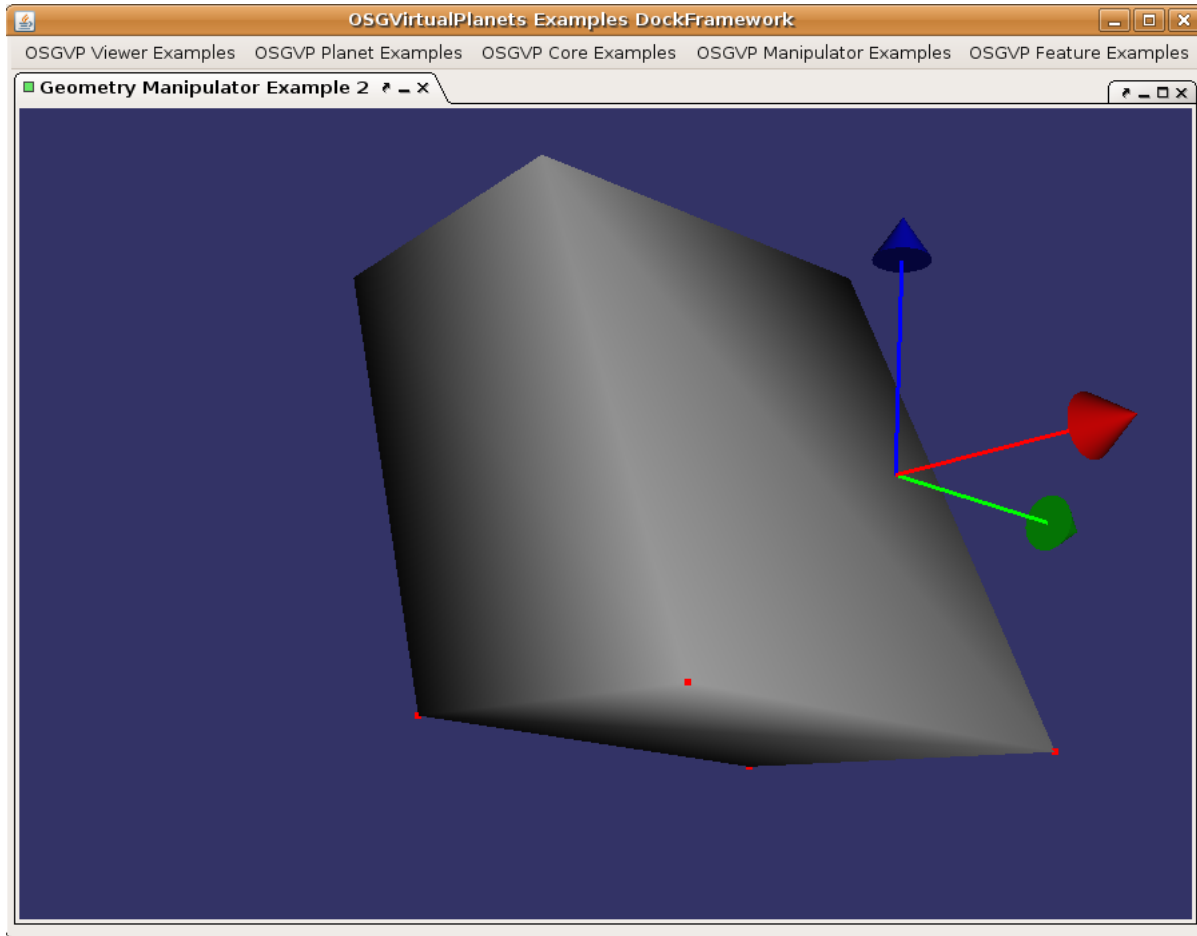 OSGVirtualPlanets Examples DockFramework
OSGVP Viewer Examples OSGVP Planet Examples OSGVP Core Examples OSGVP Manipulator Examples OSGVP Feature Examples
Geometry Manipulator Example 2